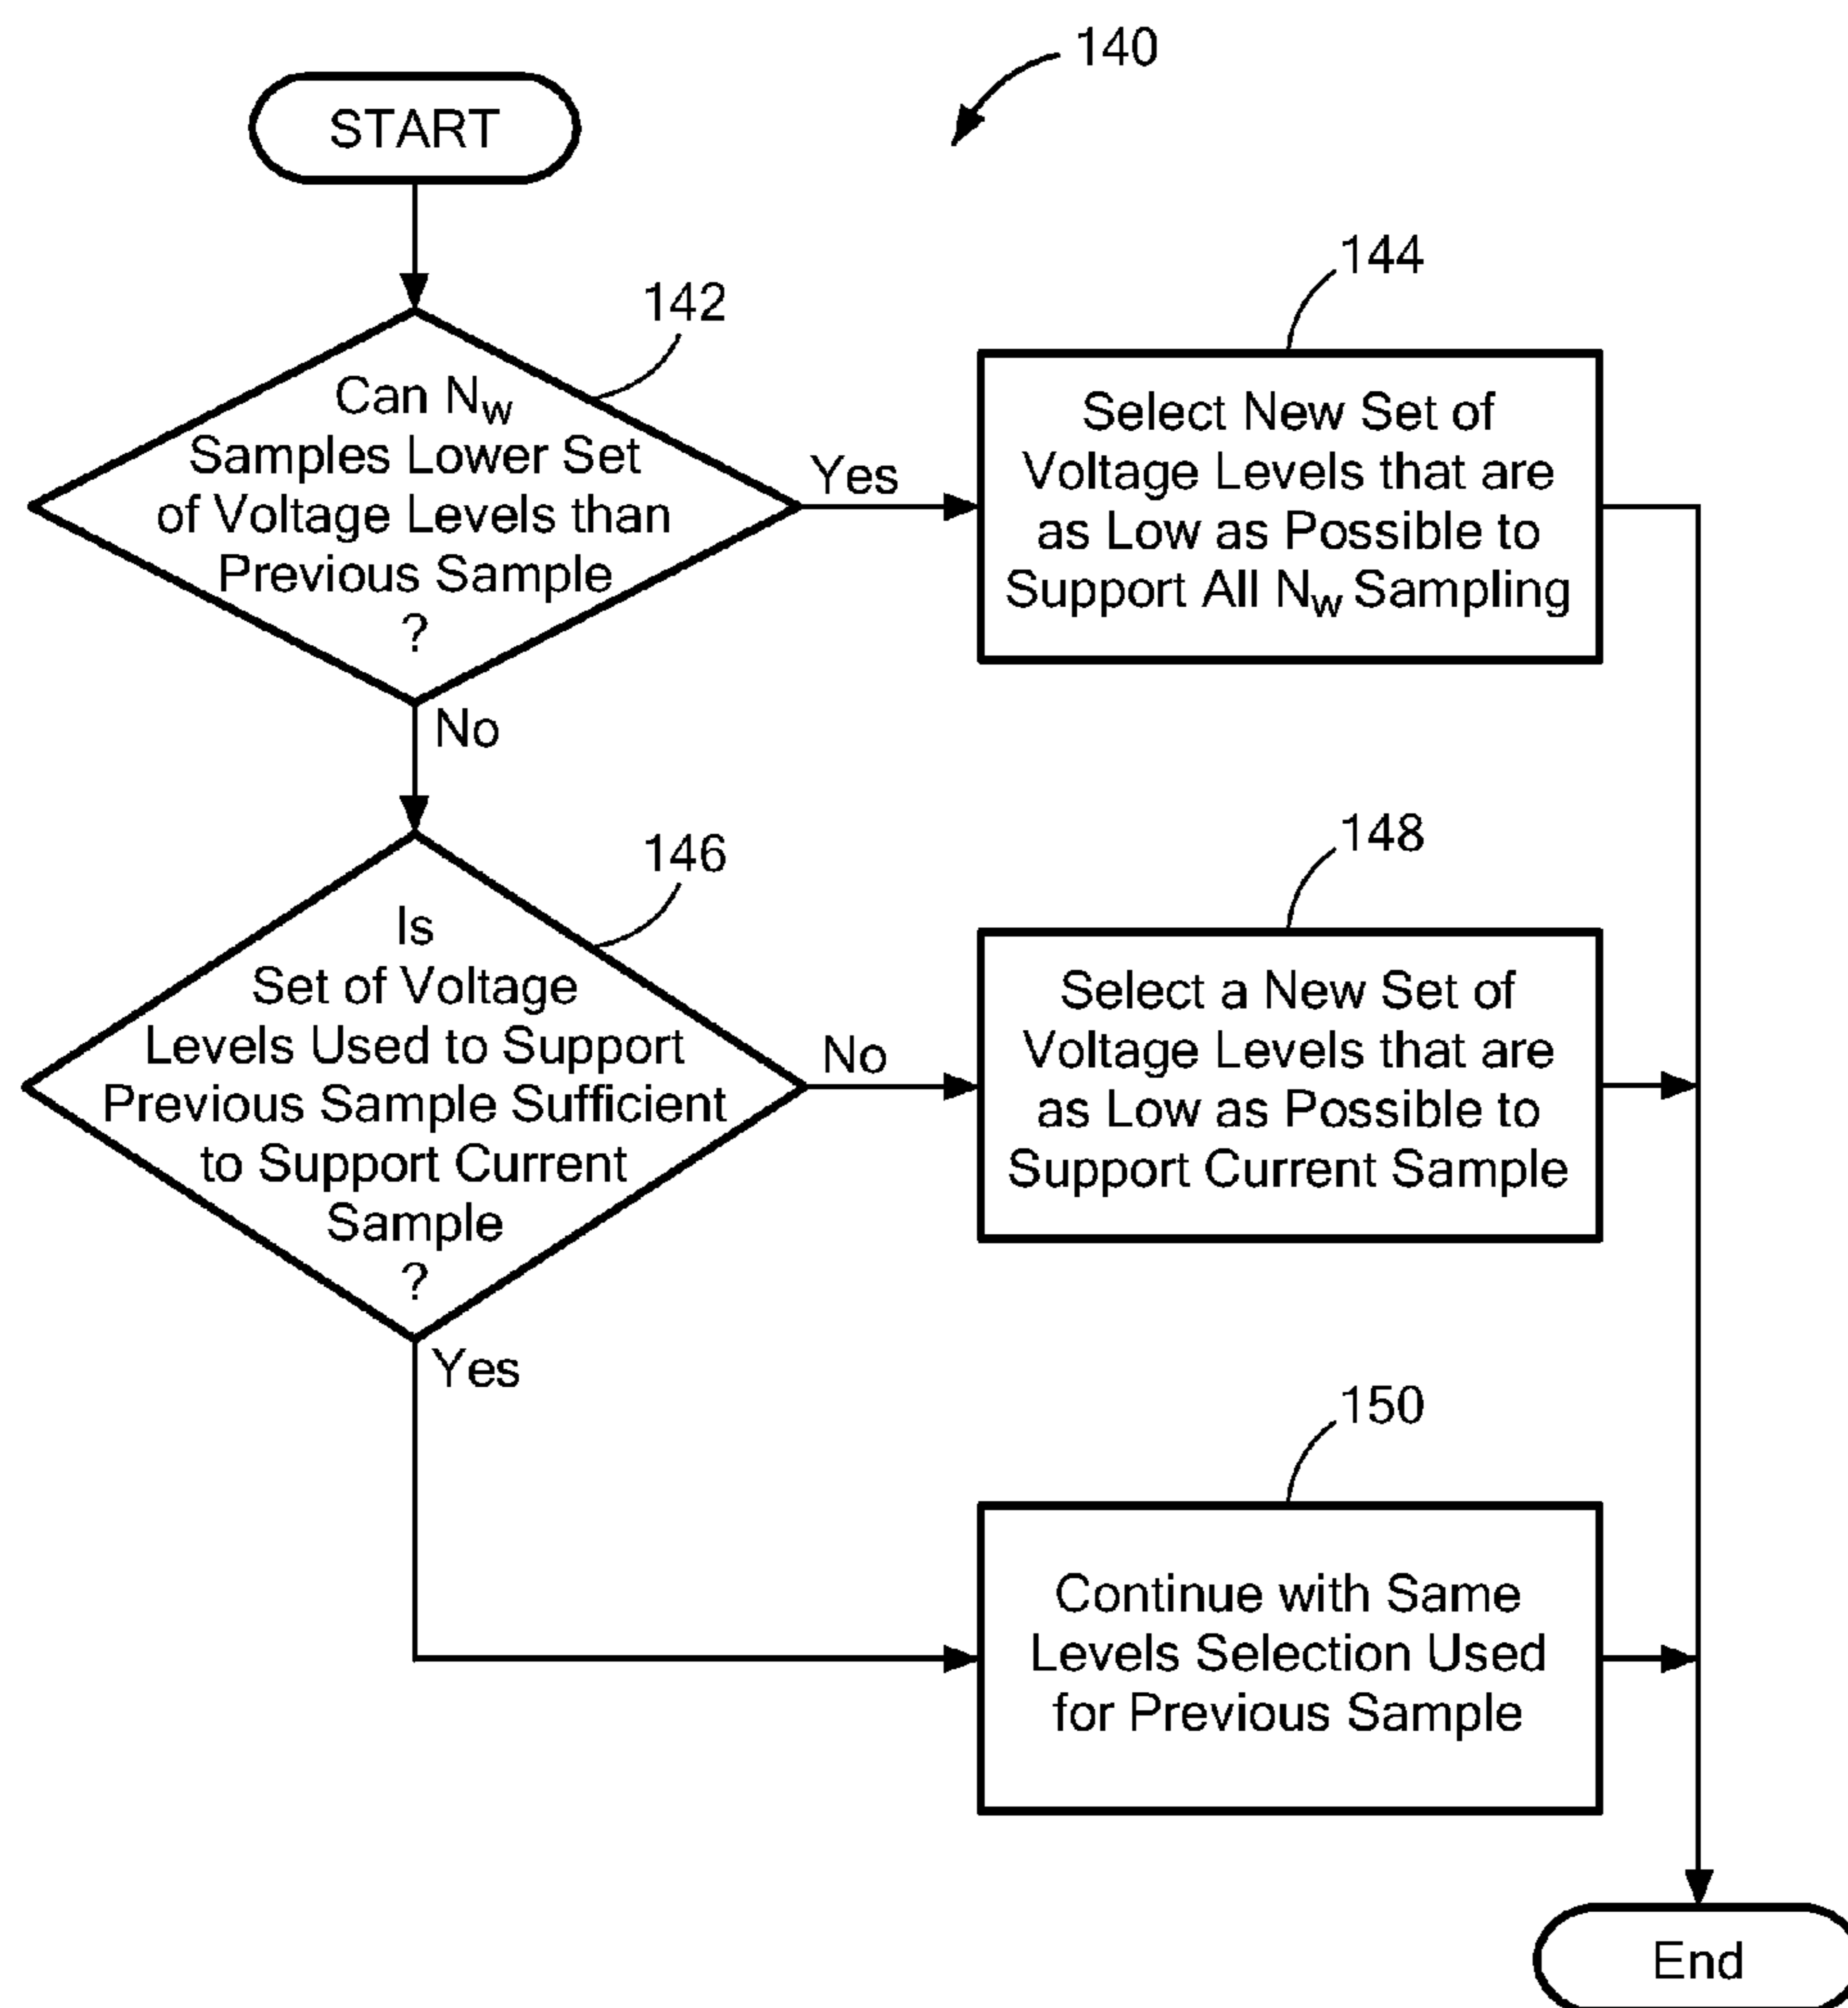 140
START
142
Can Nw
Samples Lower Set
of Voltage Levels than
Previous Sample
?
Yes
No
144
Select New Set of
Voltage Levels that are
as Low as Possible to
Support All Nw Sampling
146
Is
Set of Voltage
Levels Used to Support
Previous Sample Sufficient
to Support Current
Sample
?
No
Yes
148
Select a New Set of
Voltage Levels that are
as Low as Possible to
Support Current Sample
150
Continue with Same
Levels Selection Used
for Previous Sample
End